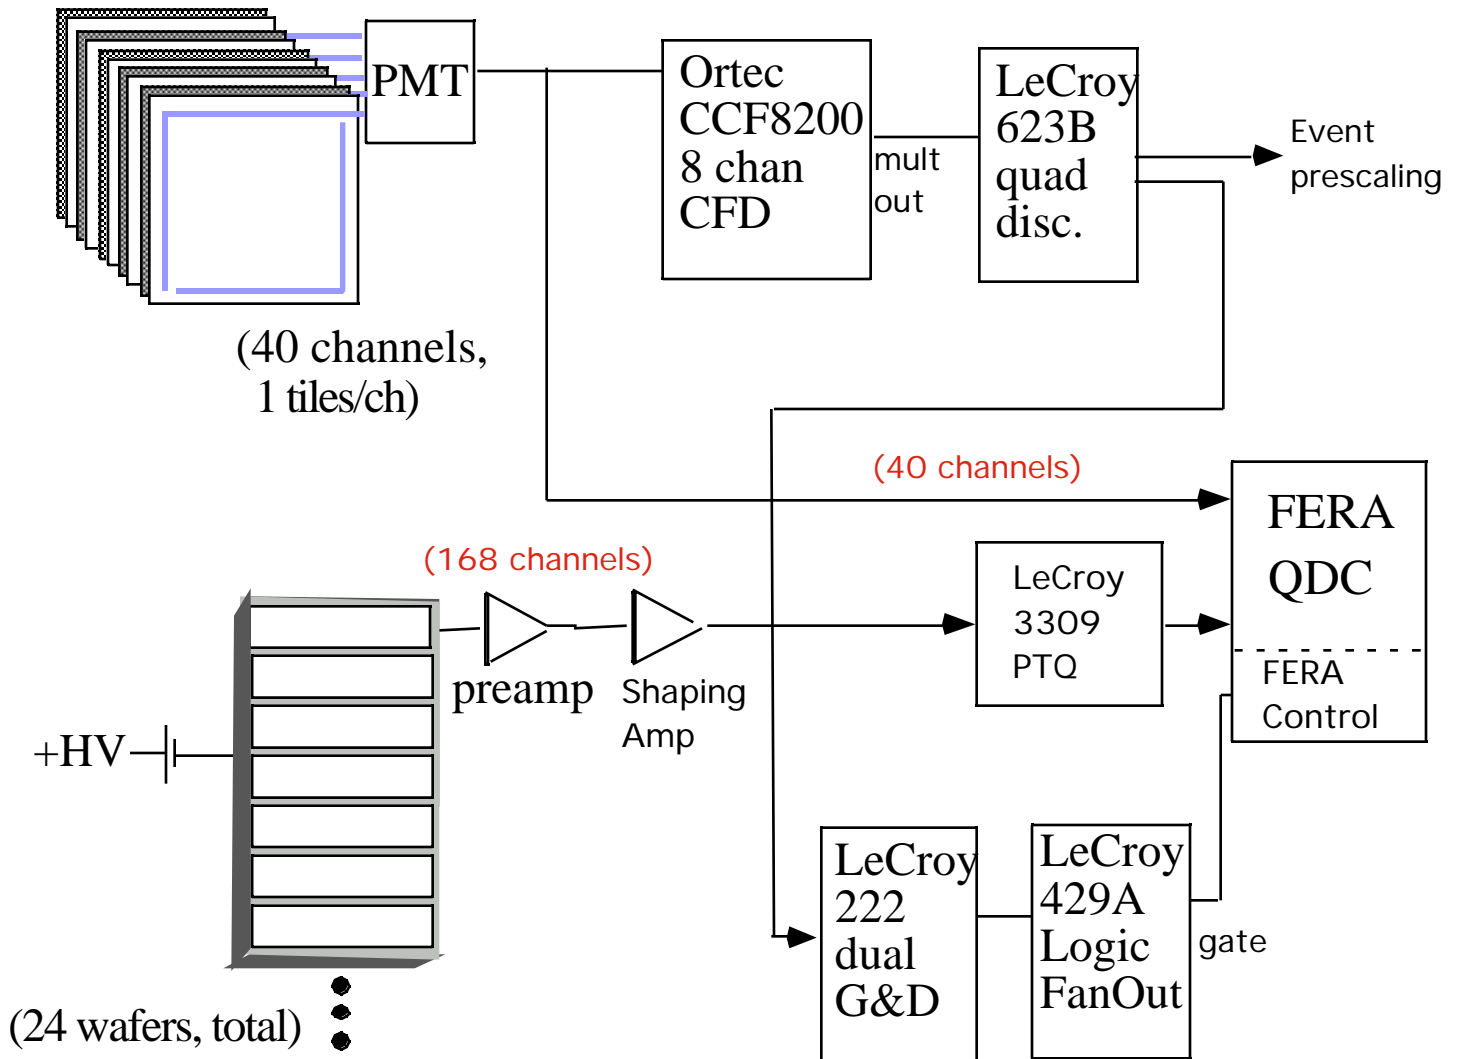 PMT
Ortec
CCF8200
8 chan
CFD
mult
out
LeCroy
623B
quad
disc.
Event
prescaling
(40 channels,
1 tiles/ch)
(40 channels)
FERA
QDC
FERA
Control
(168 channels)
LeCroy
3309
PTQ
preamp
Shaping
Amp
+HV
LeCroy
222
dual
G&D
LeCroy
429A
Logic
FanOut
gate
(24 wafers, total)